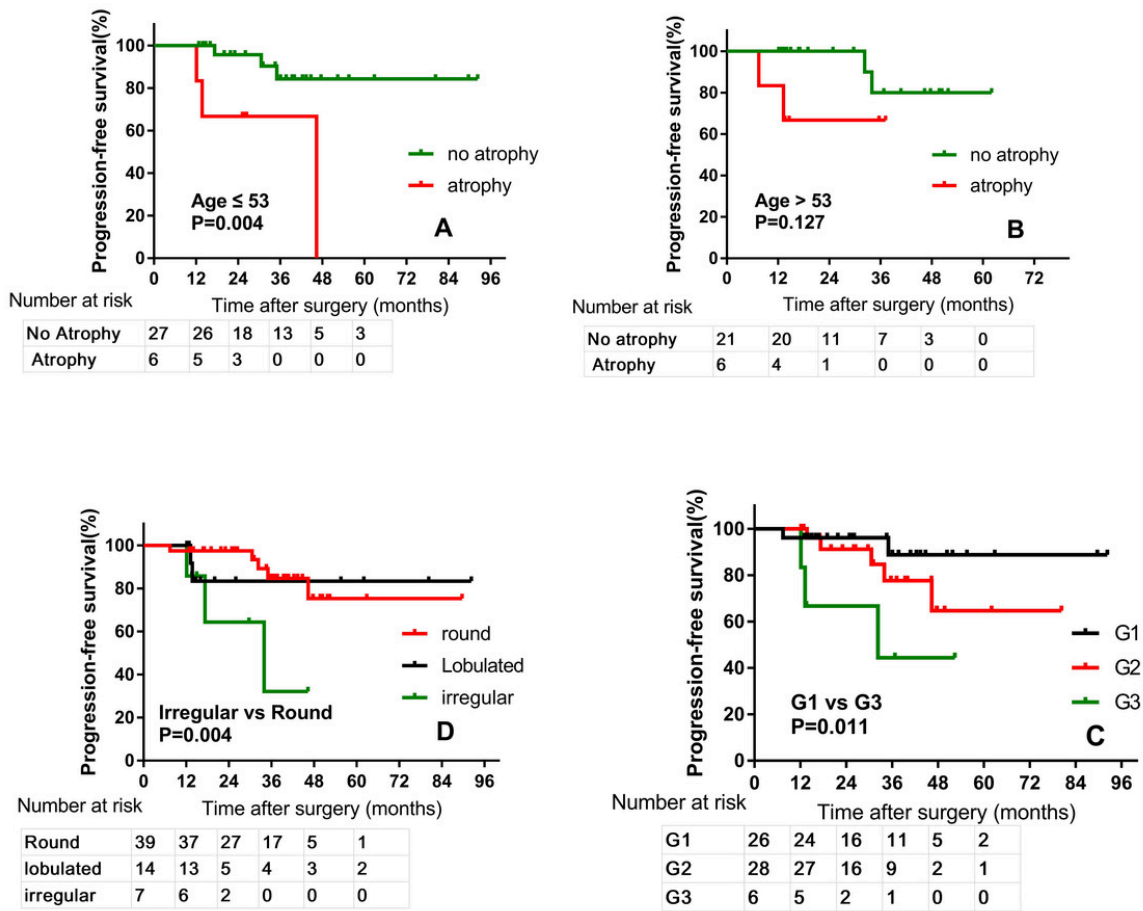 Progression-free survival(%)
100
80
60
40
20
0
no atrophy
atrophy
Age ≤ 53
P=0.004
A
0 12 24 36 48 60 72 84 96
Time after surgery (months)
Number at risk
No Atrophy 27 26 18 13 5 3
Atrophy 6 5 3 0 0 0
Progression-free survival(%)
100
80
60
40
20
0
no atrophy
atrophy
Age > 53
P=0.127
B
0 12 24 36 48 60 72
Time after surgery (months)
Number at risk
No atrophy 21 20 11 7 3 0
Atrophy 6 4 1 0 0 0
Progression-free survival(%)
100
80
60
40
20
0
round
Lobulated
irregular
Irregular vs Round
P=0.004
D
0 12 24 36 48 60 72 84 96
Time after surgery (months)
Number at risk
Round 39 37 27 17 5 1
lobulated 14 13 5 4 3 2
irregular 7 6 2 0 0 0
Progression-free survival(%)
100
80
60
40
20
0
G1
G2
G3
G1 vs G3
P=0.011
C
0 12 24 36 48 60 72 84 96
Time after surgery (months)
Number at risk
G1 26 24 16 11 5 2
G2 28 27 16 9 2 1
G3 6 5 2 1 0 0